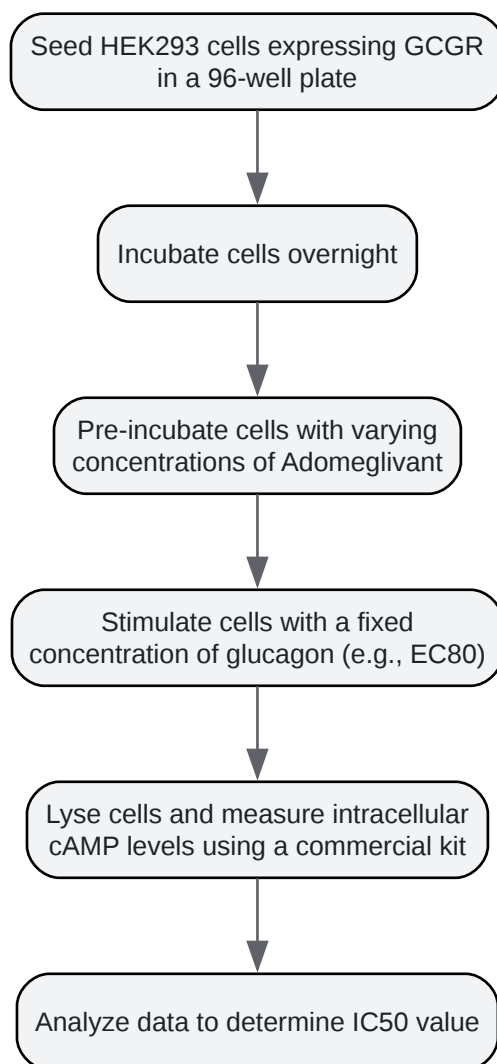 Seed HEK293 cells expressing GCGR
in a 96-well plate
Incubate cells overnight
Pre-incubate cells with varying
concentrations of Adomeglivant
Stimulate cells with a fixed
concentration of glucagon (e.g., EC80)
Lyse cells and measure intracellular
cAMP levels using a commercial kit
Analyze data to determine IC50 value